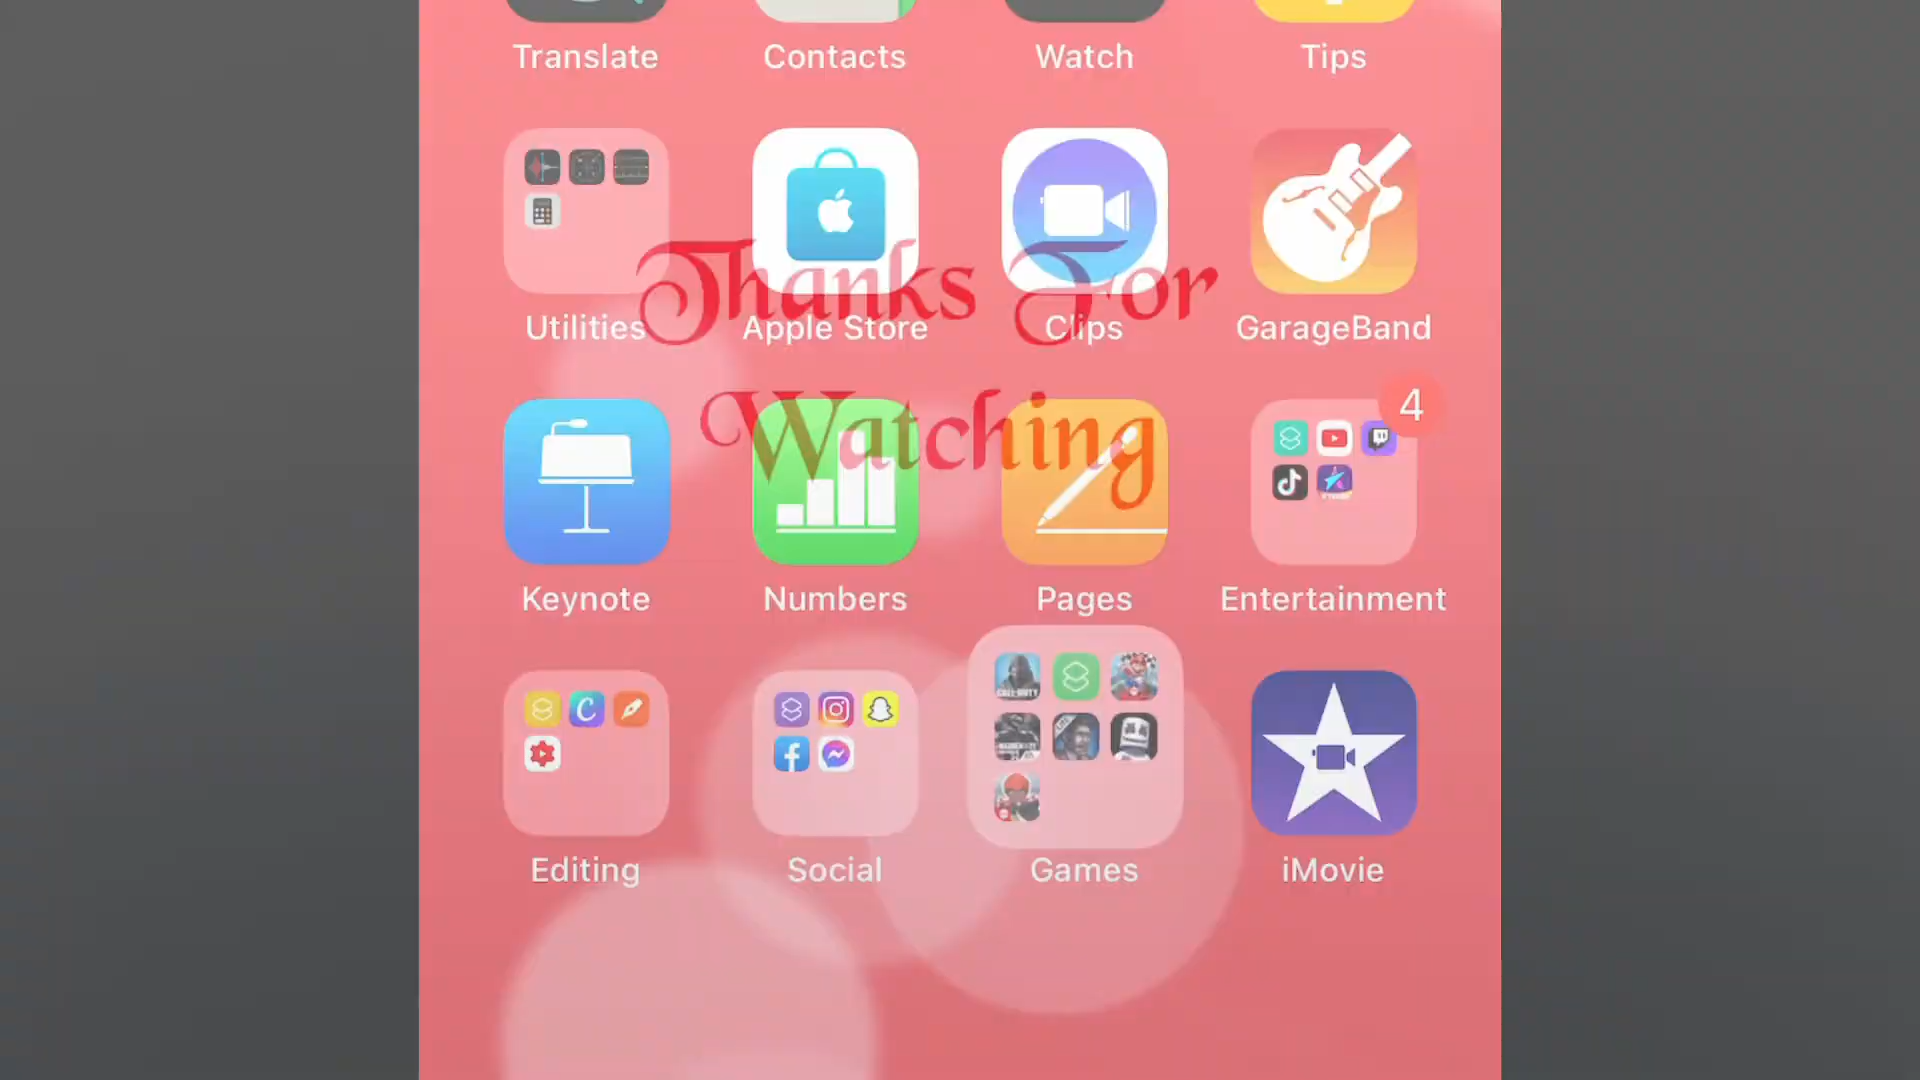 Translate
Contacts
Watch
Tips
Thanks For
Utilities
Apple Store
Clips
GarageBand
Watching
4
Keynote
Numbers
Pages
Entertainment
Editing
Social
Games
iMovie